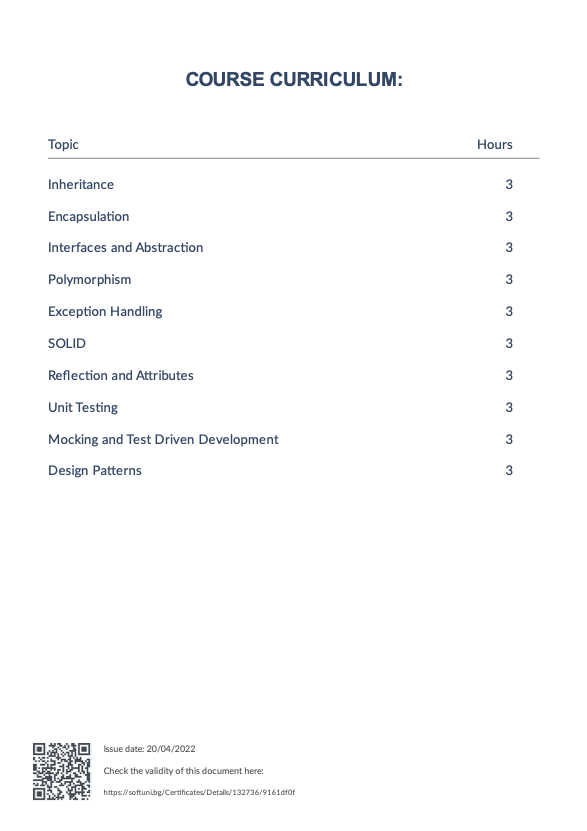 COURSE CURRICULUM:
Topic Hours
Inheritance 3
Encapsulation 3
Interfaces and Abstraction 3
Polymorphism 3
Exception Handling 3
SOLID 3
Reflection and Attributes 3
Unit Testing 3
Mocking and Test Driven Development 3
Design Patterns 3
Issue date: 20/04/2022
Check the validity of this document here:
https://softuni.bg/Certificates/Details/132736/9161df0f